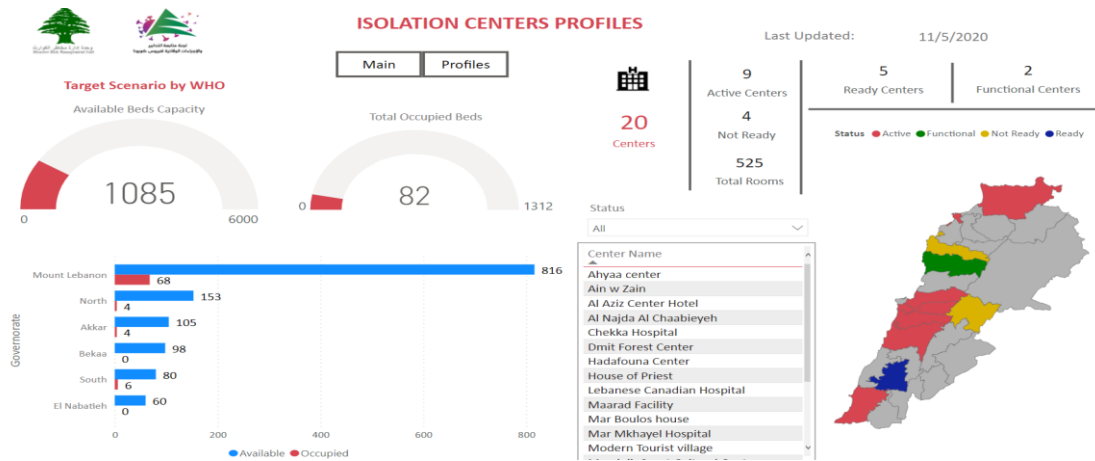 ISOLATION CENTERS PROFILES
Last Updated: 11/5/2020
Main
Profiles
Target Scenario by WHO
Available Beds Capacity
1085
0
6000
Total Occupied Beds
82
0
1312
20
Centers
9
Active Centers
4
Not Ready
525
Total Rooms
5
Ready Centers
2
Functional Centers
Status Active Functional Not Ready Ready
Governorate
Mount Lebanon
816
68
North
153
4
Akkar
105
4
Bekaa
98
0
South
80
6
El Nabatieh
60
0
0 200 400 600 800
Available Occupied
Status
All
Center Name
Ahyaa center
Ain w Zain
Al Aziz Center Hotel
Al Najda Al Chaabieyeh
Chekka Hospital
Dmit Forest Center
Hadafouna Center
House of Priest
Lebanese Canadian Hospital
Maarad Facility
Mar Boulos house
Mar Mkhayel Hospital
Modern Tourist village